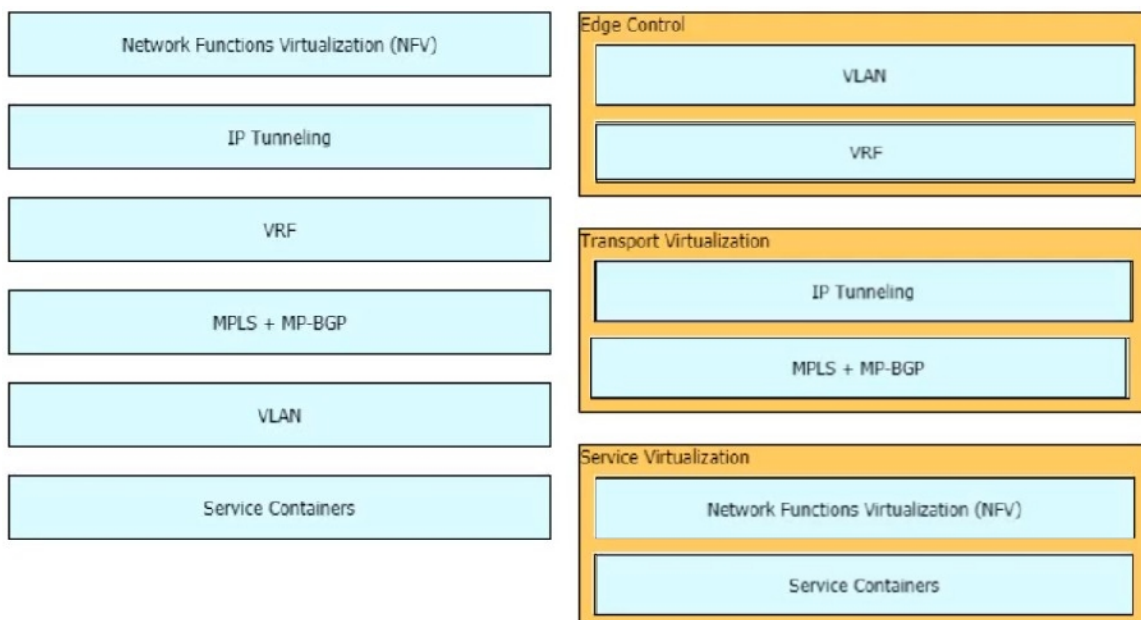 Network Functions Virtualization (NFV)
IP Tunneling
VRF
MPLS + MP-BGP
VLAN
Service Containers
Edge Control
VLAN
VRF
Transport Virtualization
IP Tunneling
MPLS + MP-BGP
Service Virtualization
Network Functions Virtualization (NFV)
Service Containers